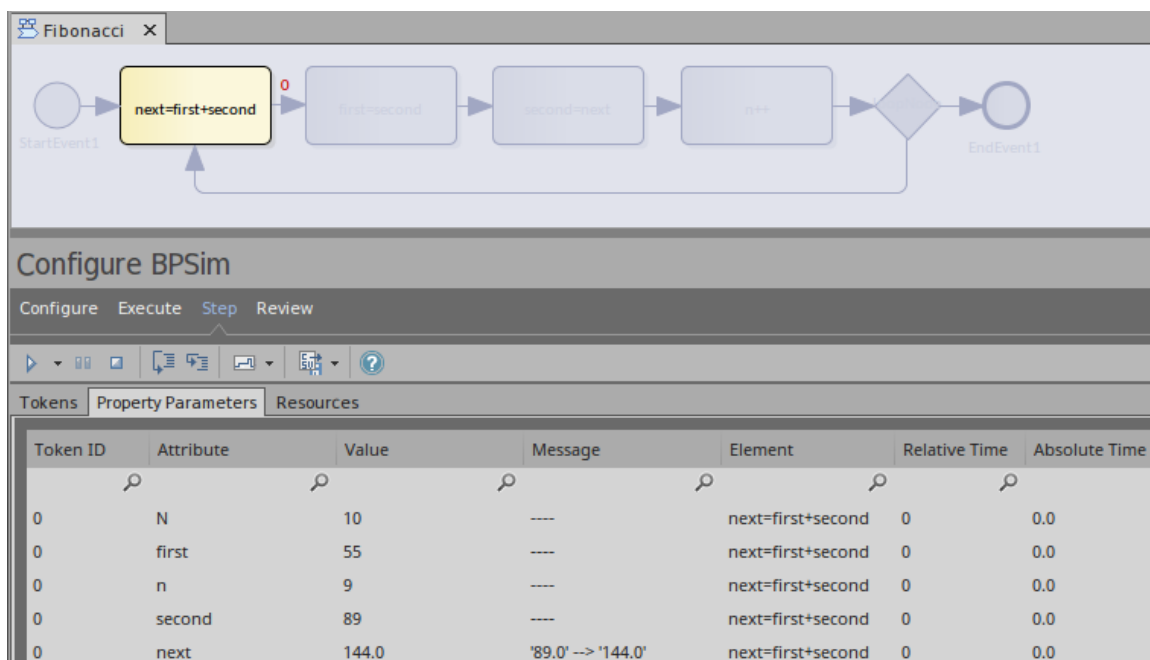 Fibonacci X
0
next=first+second first=second second=next n++
StartEvent1 EndEvent1
Configure BPSim
Configure Execute Step Review
Tokens Property Parameters Resources
Token ID Attribute Value Message Element Relative Time Absolute Time
0 N 10 ---- next=first+second 0 0.0
0 first 55 ---- next=first+second 0 0.0
0 n 9 ---- next=first+second 0 0.0
0 second 89 ---- next=first+second 0 0.0
0 next 144.0 '89.0' --> '144.0' next=first+second 0 0.0